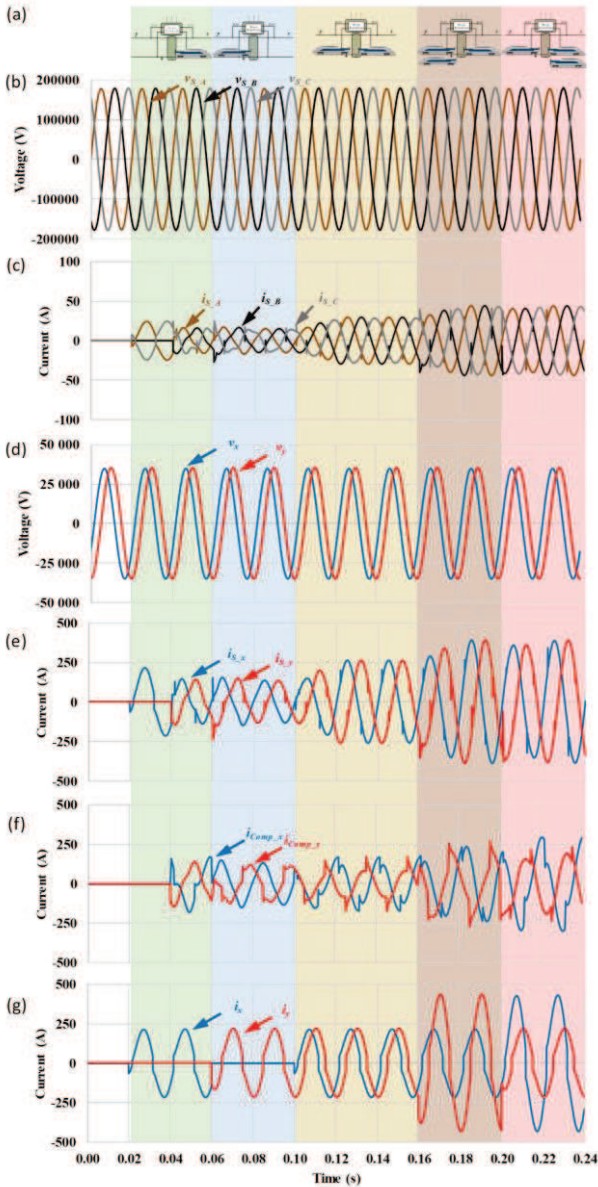 (a)
(b)
v_S_A v_S_B v_S_C
200000
100000
0
-100000
-200000
Voltage (V)
(c)
i_S_A i_S_B i_S_C
100
50
0
-50
-100
Current (A)
(d)
v_x v_y
50 000
25 000
0
-25 000
-50 000
Voltage (V)
(e)
i_S_x i_S_y
500
250
0
-250
-500
Current (A)
(f)
i_Comp_x i_Comp_y
500
250
0
-250
-500
Current (A)
(g)
i_x i_y
500
250
0
-250
-500
Current (A)
0.00 0.02 0.04 0.06 0.08 0.10 0.12 0.14 0.16 0.18 0.20 0.22 0.24
Time (s)